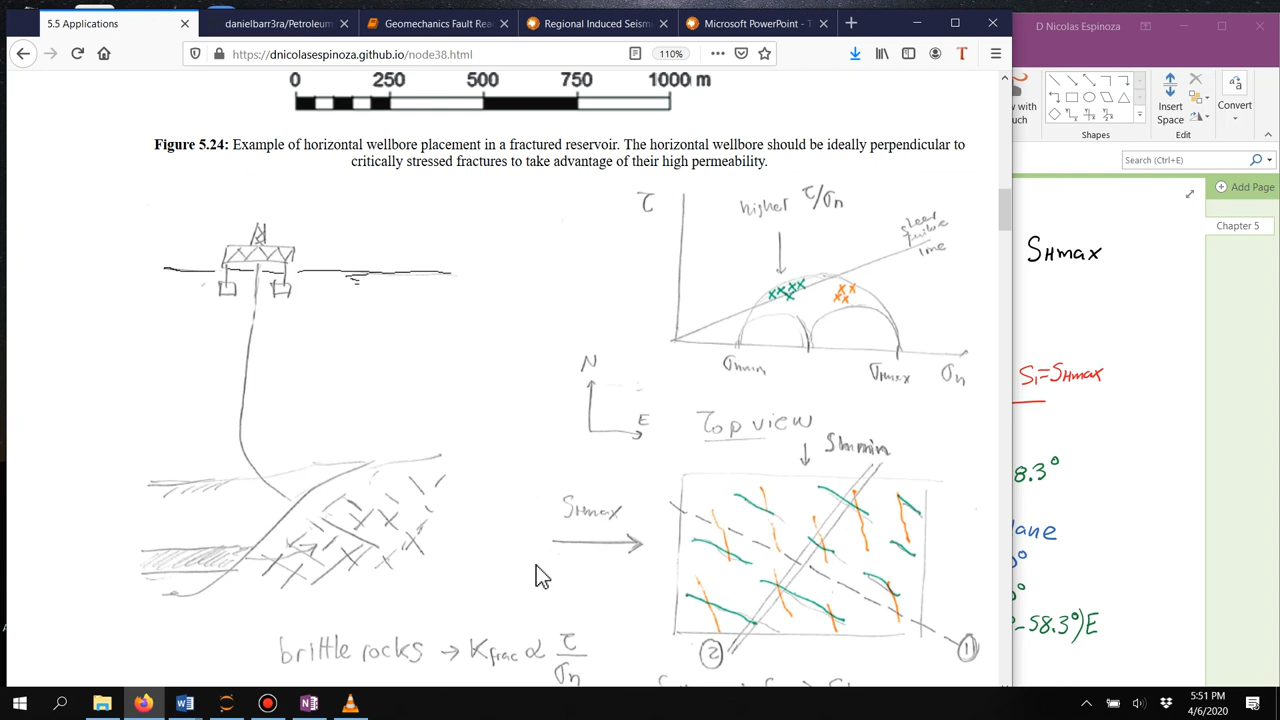 5.5 Applications
danielbarr3ra/Petroleum
Geomechanics Fault Rea
Regional Induced Seism
Microsoft PowerPoint - T
D Nicolas Espinoza
https://dnicolasespinoza.github.io/node38.html
110%
0 250 500 750 1000 m
Figure 5.24: Example of horizontal wellbore placement in a fractured reservoir. The horizontal wellbore should be ideally perpendicular to
critically stressed fractures to take advantage of their high permeability.
τ
higher τ/σn
shear
failure
line
σhmin
σHmax
σn
N
E
Top view
Shmin
SHmax
②
①
brittle rocks → Kfrac ∝ τ/σn
Insert
Space
Convert
Shapes
Edit
Search (Ctrl+E)
Add Page
Chapter 5
SHmax
S1=SHmax
8.3°
lane
-58.3°)E
5:51 PM
4/6/2020